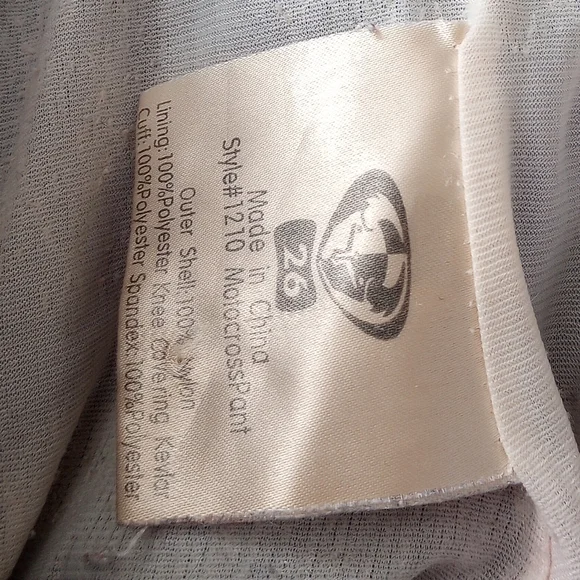 26
Made in China
Style#1210 MotocrossPant
Outer Shell:100% Nylon
Lining:100%Polyester Knee Covering Kevlar
Cuff:100%Polyester Spandex:100%Polyester